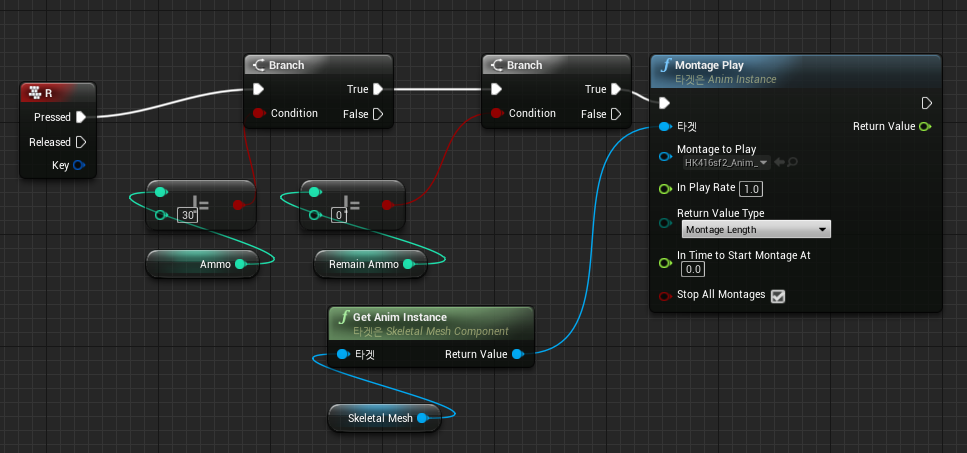 R
Pressed
Released
Key
Branch
True
Condition
False
Branch
True
Condition
False
!=
30
!=
0
Ammo
Remain Ammo
Get Anim Instance
타겟은 Skeletal Mesh Component
타겟
Return Value
Skeletal Mesh
f Montage Play
타겟은 Anim Instance
타겟
Return Value
Montage to Play
HK416sf2_Anim_
In Play Rate 1.0
Return Value Type
Montage Length
In Time to Start Montage At
0.0
Stop All Montages